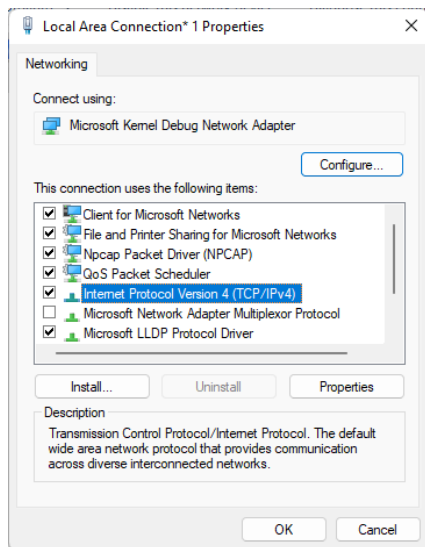 Local Area Connection* 1 Properties
Networking
Connect using:
Microsoft Kernel Debug Network Adapter
Configure...
This connection uses the following items:
Client for Microsoft Networks
File and Printer Sharing for Microsoft Networks
Npcap Packet Driver (NPCAP)
QoS Packet Scheduler
Internet Protocol Version 4 (TCP/IPv4)
Microsoft Network Adapter Multiplexor Protocol
Microsoft LLDP Protocol Driver
Install... Uninstall Properties
Description
Transmission Control Protocol/Internet Protocol. The default
wide area network protocol that provides communication
across diverse interconnected networks.
OK Cancel